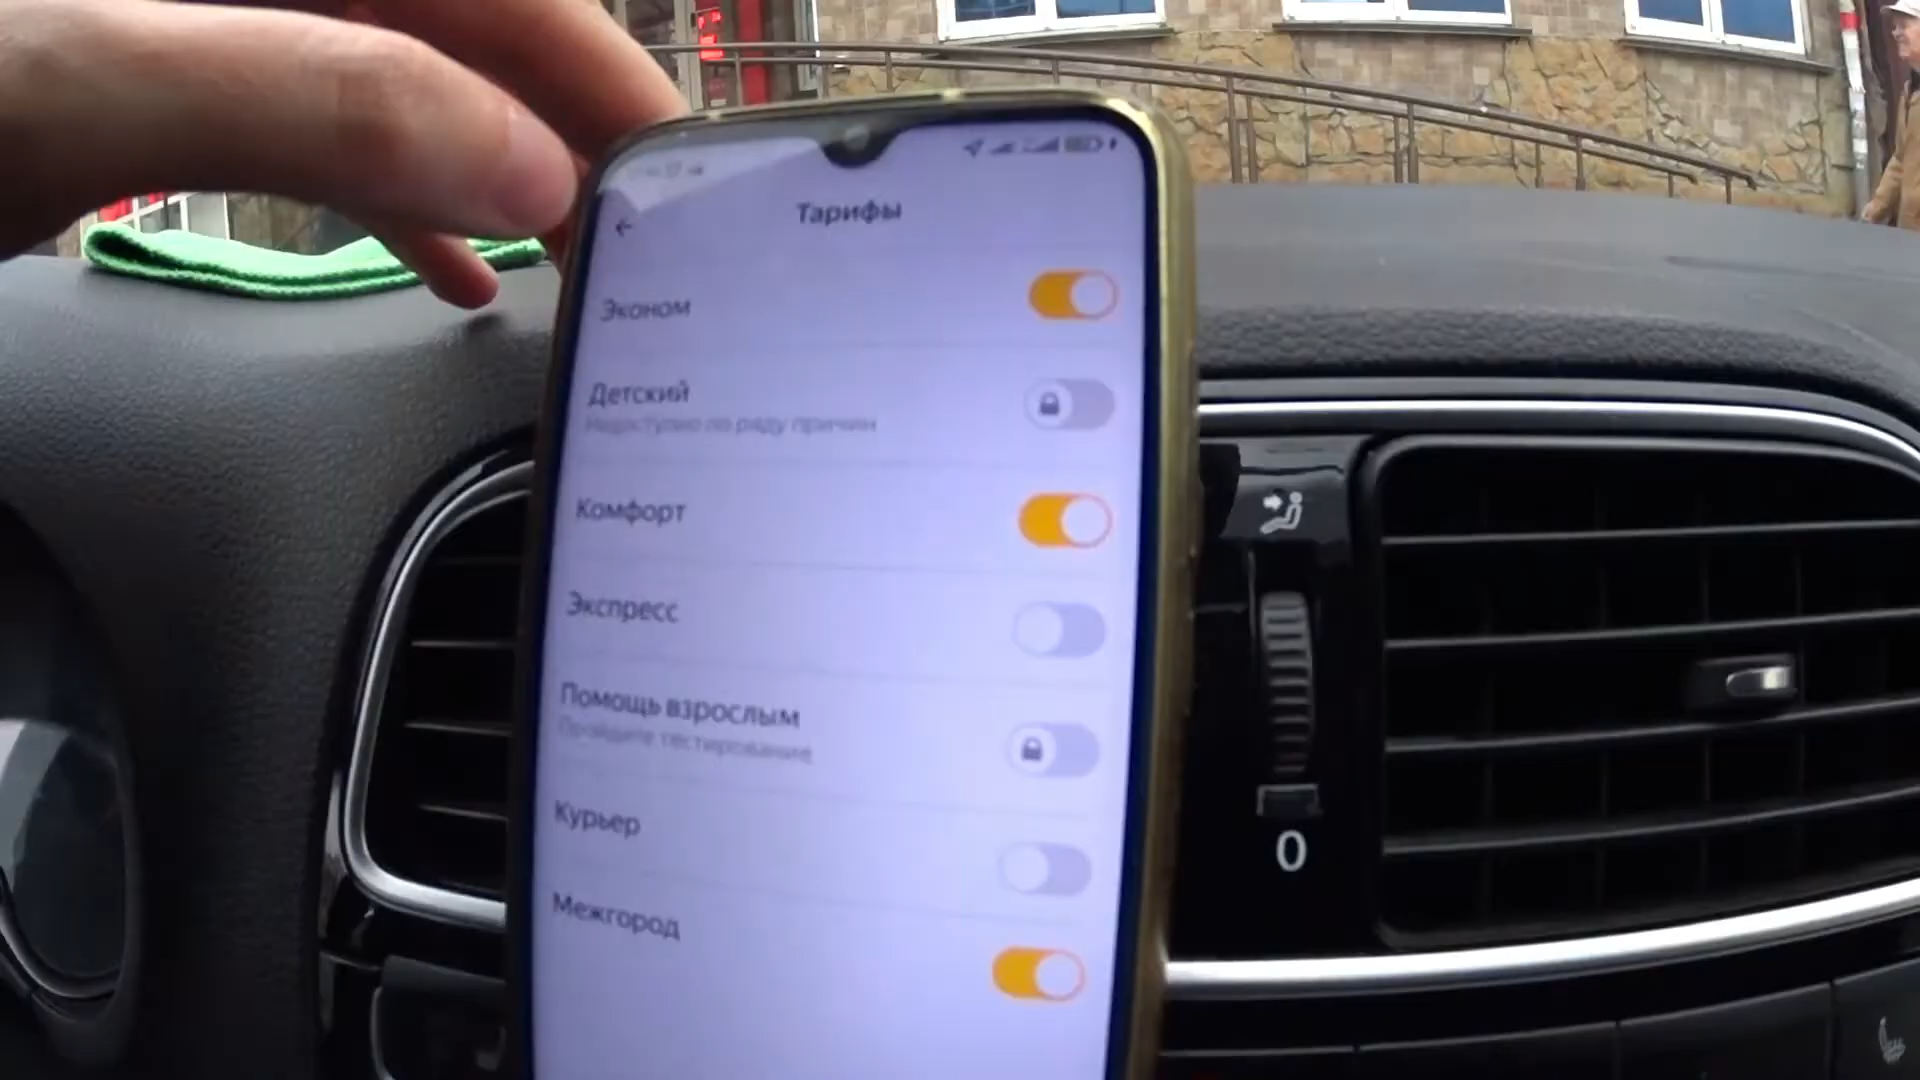 Тарифы
Эконом
Детский
Недоступно по ряду причин
Комфорт
Экспресс
Помощь взрослым
Пройдите тестирование
Курьер
Межгород
0